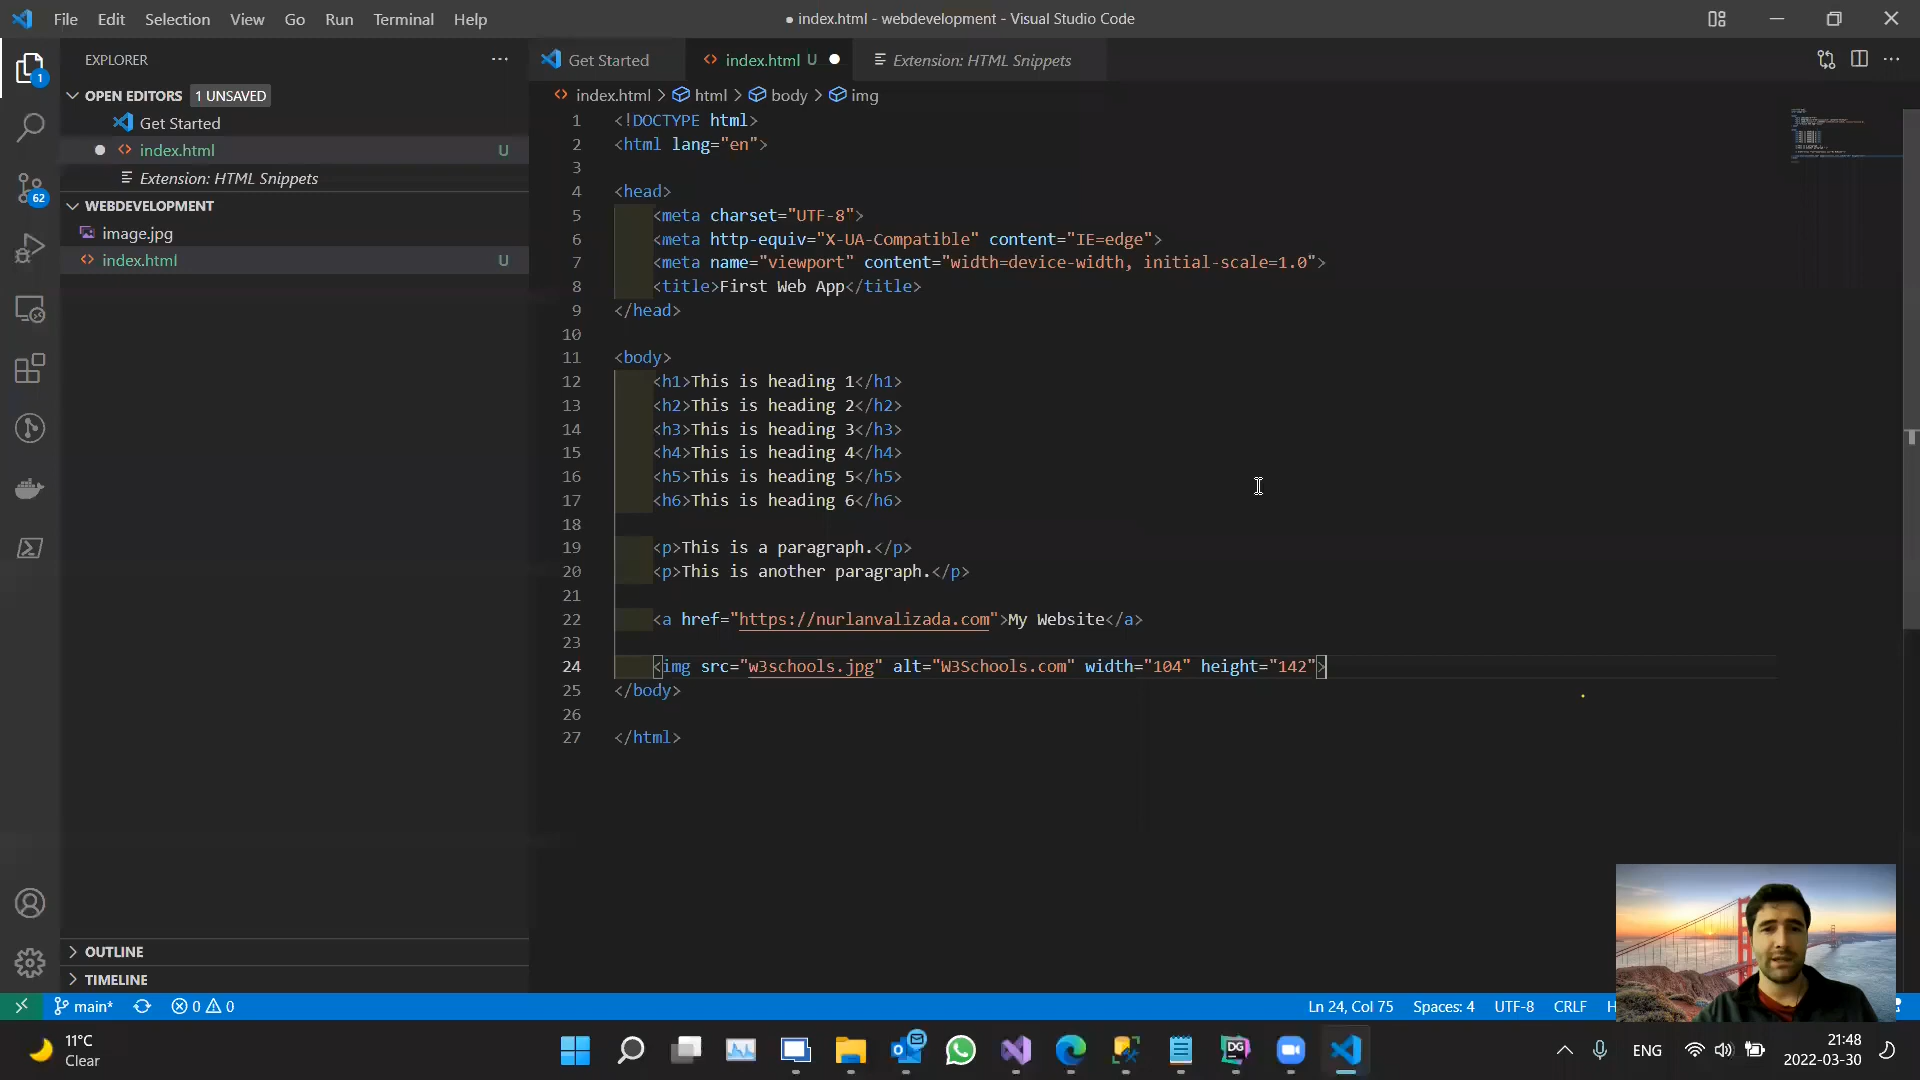 File Edit Selection View Go Run Terminal Help
● index.html - webdevelopment - Visual Studio Code
EXPLORER
OPEN EDITORS 1 UNSAVED
Get Started
index.html U
Extension: HTML Snippets
WEBDEVELOPMENT
image.jpg
index.html U
OUTLINE
TIMELINE
1
62
Get Started
index.html U
Extension: HTML Snippets
index.html > html > body > img
1 <!DOCTYPE html>
2 <html lang="en">
3
4 <head>
5 <meta charset="UTF-8">
6 <meta http-equiv="X-UA-Compatible" content="IE=edge">
7 <meta name="viewport" content="width=device-width, initial-scale=1.0">
8 <title>First Web App</title>
9 </head>
10
11 <body>
12 <h1>This is heading 1</h1>
13 <h2>This is heading 2</h2>
14 <h3>This is heading 3</h3>
15 <h4>This is heading 4</h4>
16 <h5>This is heading 5</h5>
17 <h6>This is heading 6</h6>
18
19 <p>This is a paragraph.</p>
20 <p>This is another paragraph.</p>
21
22 <a href="https://nurlanvalizada.com">My Website</a>
23
24 <img src="w3schools.jpg" alt="W3Schools.com" width="104" height="142">
25 </body>
26
27 </html>
main* 0 0
Ln 24, Col 75 Spaces: 4 UTF-8 CRLF H
11°C
Clear
DG
ENG
21:48
2022-03-30